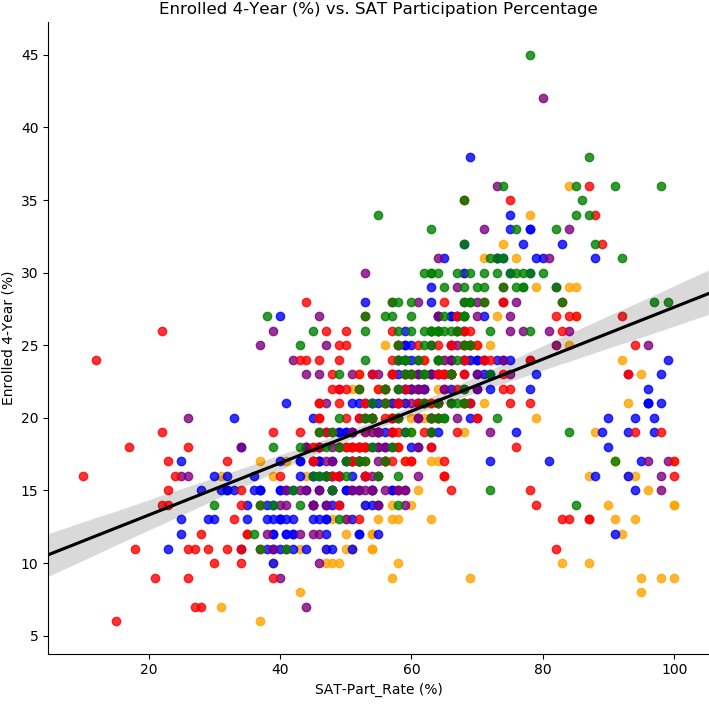 Enrolled 4-Year (%) vs. SAT Participation Percentage
45
40
35
30
25
20
15
10
5
Enrolled 4-Year (%)
20 40 60 80 100
SAT-Part_Rate (%)